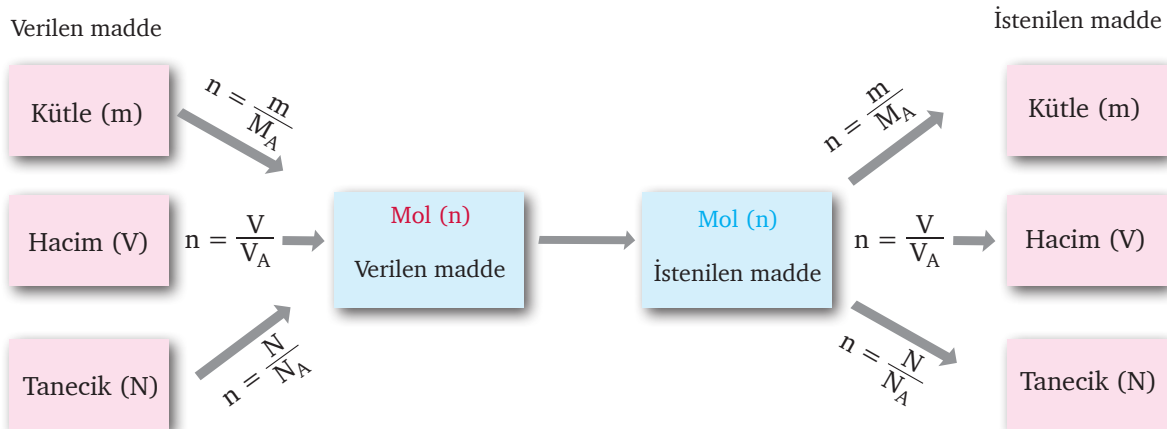 Verilen madde
İstenilen madde
Kütle (m)
n = m/M_A
n = m/M_A
Kütle (m)
Hacim (V)
n = V/V_A
Mol (n)
Verilen madde
Mol (n)
İstenilen madde
n = V/V_A
Hacim (V)
Tanecik (N)
n = N/N_A
n = N/N_A
Tanecik (N)